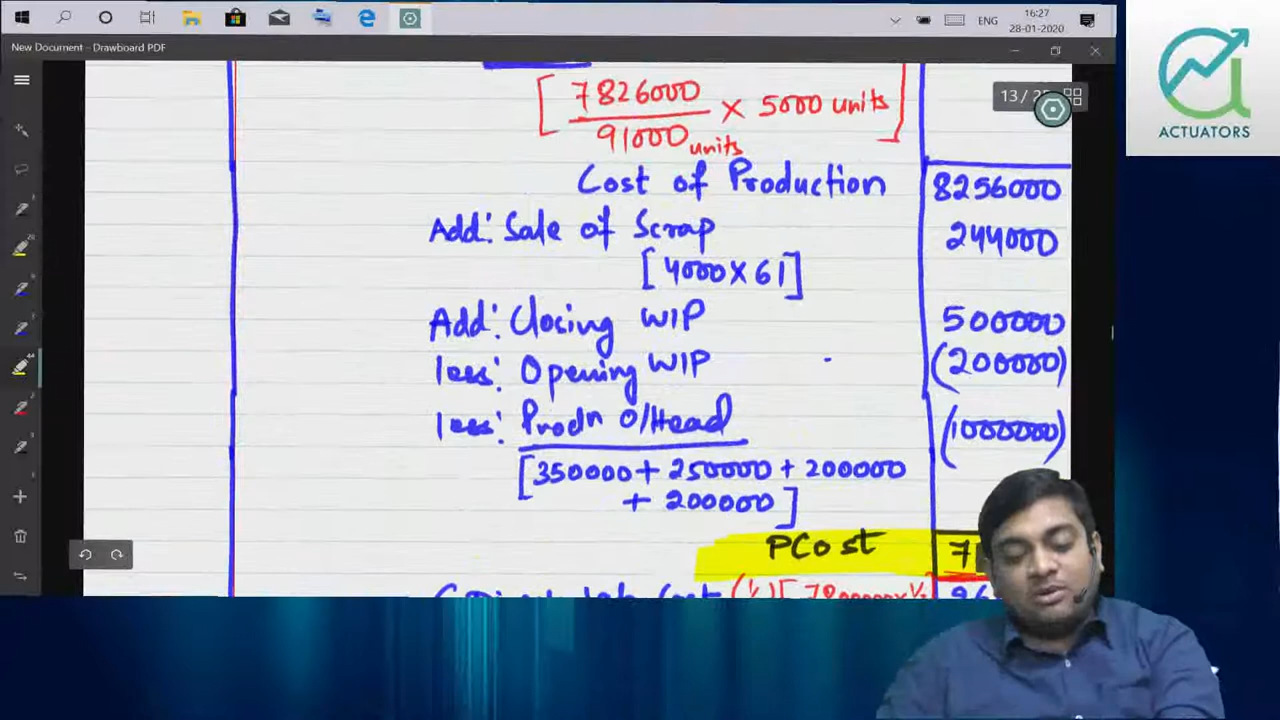 16:27
ENG
28-01-2020
New Document - Drawboard PDF
13 / 2
ACTUATORS
[ 7826000 / 91000 units × 5000 units ]
Cost of Production 8256000
Add: Sale of Scrap 244000
[4000 × 61]
Add: Closing WIP 500000
less: Opening WIP (200000)
less: Prodn O/Head (1000000)
[350000 + 250000 + 200000
+ 200000]
PCost 7